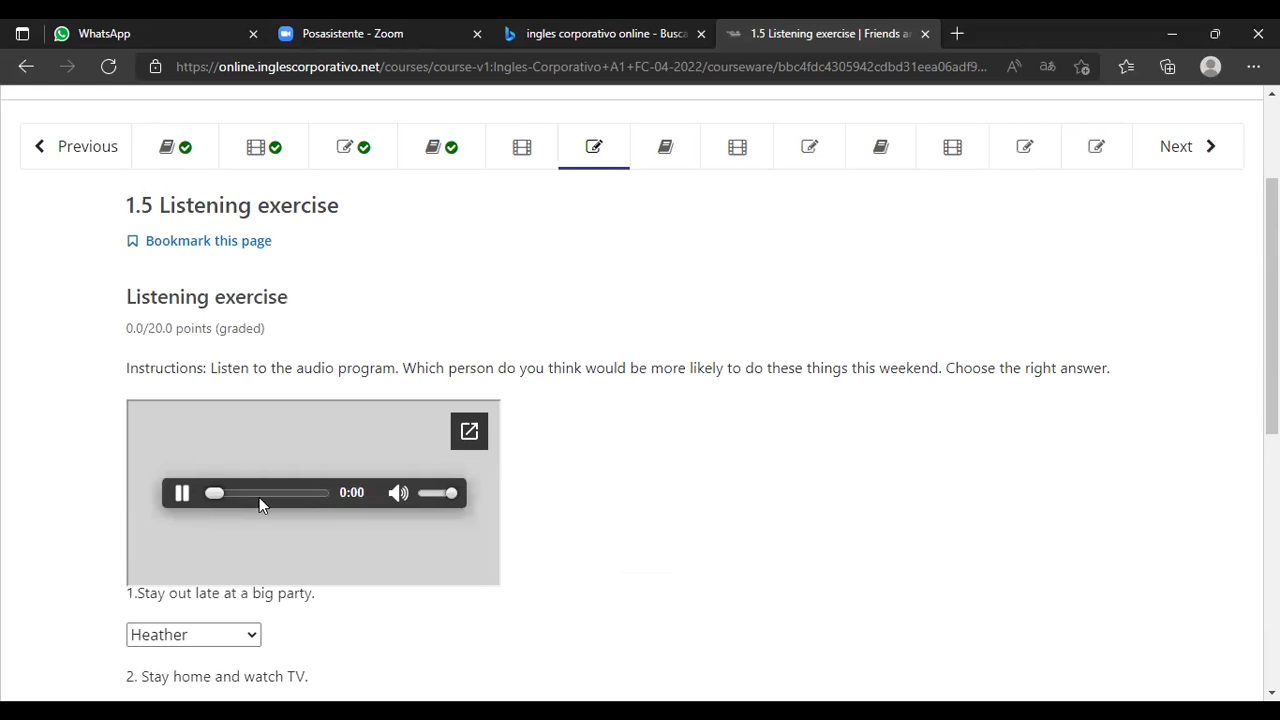 WhatsApp
Posasistente - Zoom
ingles corporativo online - Busca
1.5 Listening exercise | Friends a
https://online.inglescorporativo.net/courses/course-v1:Ingles-Corporativo+A1+FC-04-2022/courseware/bbc4fdc4305942cdbd31eea06adf9...
Previous
Next
1.5 Listening exercise
Bookmark this page
Listening exercise
0.0/20.0 points (graded)
Instructions: Listen to the audio program. Which person do you think would be more likely to do these things this weekend. Choose the right answer.
0:00
1.Stay out late at a big party.
Heather
2. Stay home and watch TV.